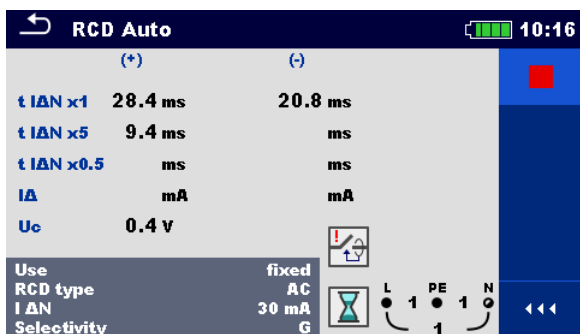 RCD Auto 10:16
(+) (-)
t IΔN x1 28.4 ms 20.8 ms
t IΔN x5 9.4 ms ms
t IΔN x0.5 ms ms
IΔ mA mA
Uc 0.4 V
Use fixed
RCD type AC
I ΔN 30 mA
Selectivity G
L PE N
1 1
1